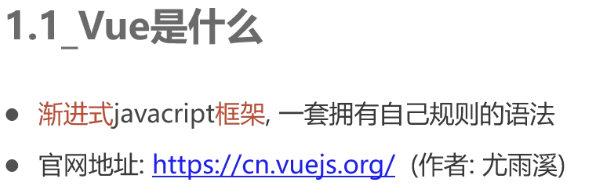 1.1_Vue是什么
● 渐进式javacript框架, 一套拥有自己规则的语法
● 官网地址: https://cn.vuejs.org/ (作者: 尤雨溪)